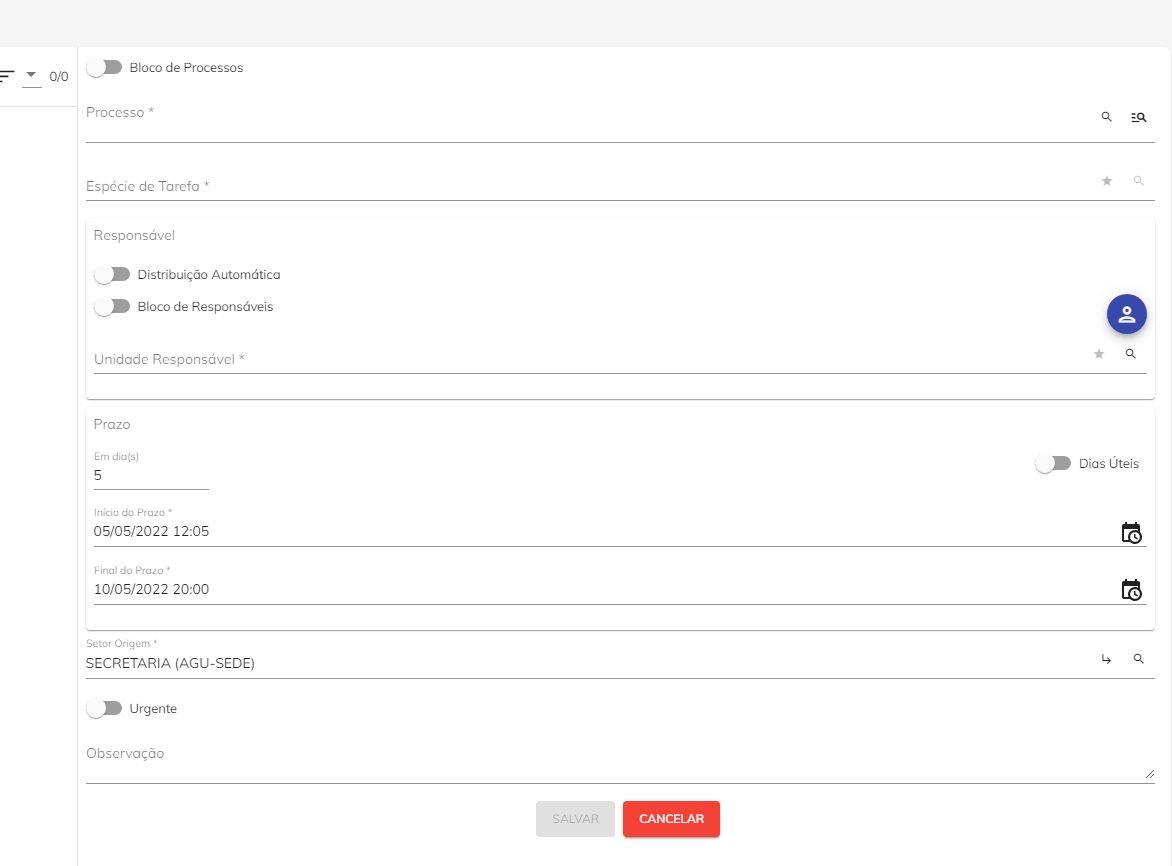 0/0
Bloco de Processos
Processo *
Espécie de Tarefa *
Responsável
Distribuição Automática
Bloco de Responsáveis
Unidade Responsável *
Prazo
Em dia(s)
5
Dias Úteis
Início do Prazo *
05/05/2022 12:05
Final do Prazo *
10/05/2022 20:00
Setor Origem *
SECRETARIA (AGU-SEDE)
Urgente
Observação
SALVAR CANCELAR